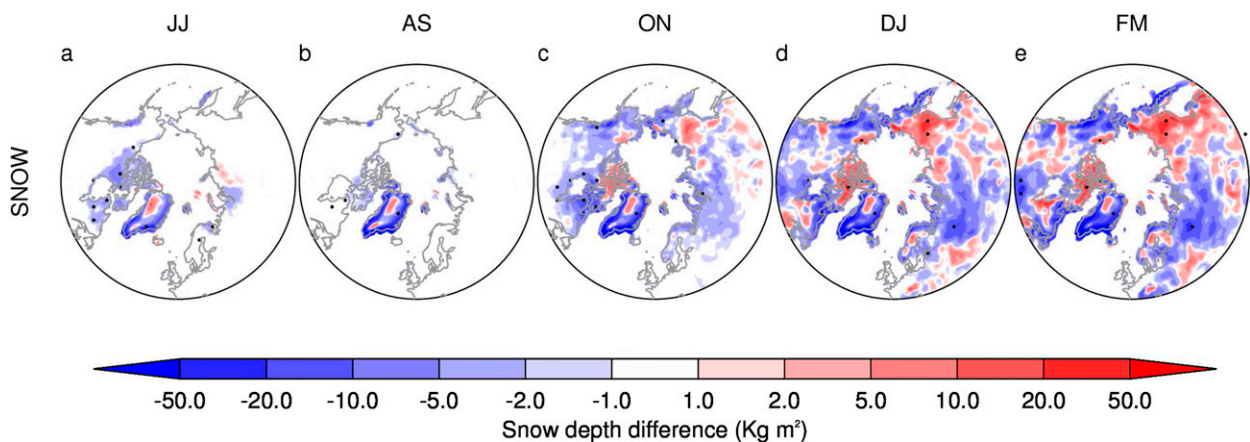 JJ AS ON DJ FM
a b c d e
SNOW
-50.0 -20.0 -10.0 -5.0 -2.0 -1.0 1.0 2.0 5.0 10.0 20.0 50.0
Snow depth difference (Kg m²)